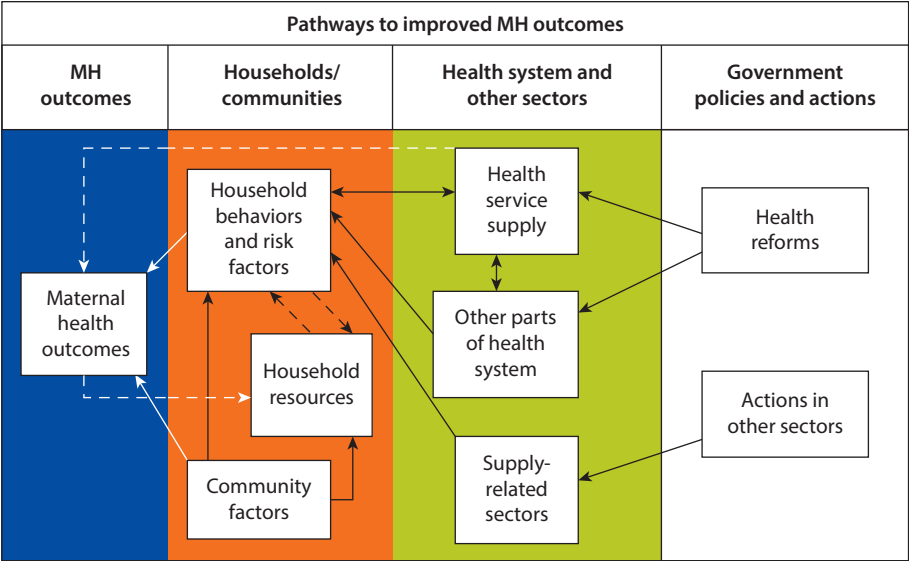 Pathways to improved MH outcomes
MH
outcomes
Households/
communities
Health system and
other sectors
Government
policies and actions
Household
behaviors
and risk
factors
Health
service
supply
Health
reforms
Maternal
health
outcomes
Other parts
of health
system
Household
resources
Actions in
other sectors
Community
factors
Supply-
related
sectors